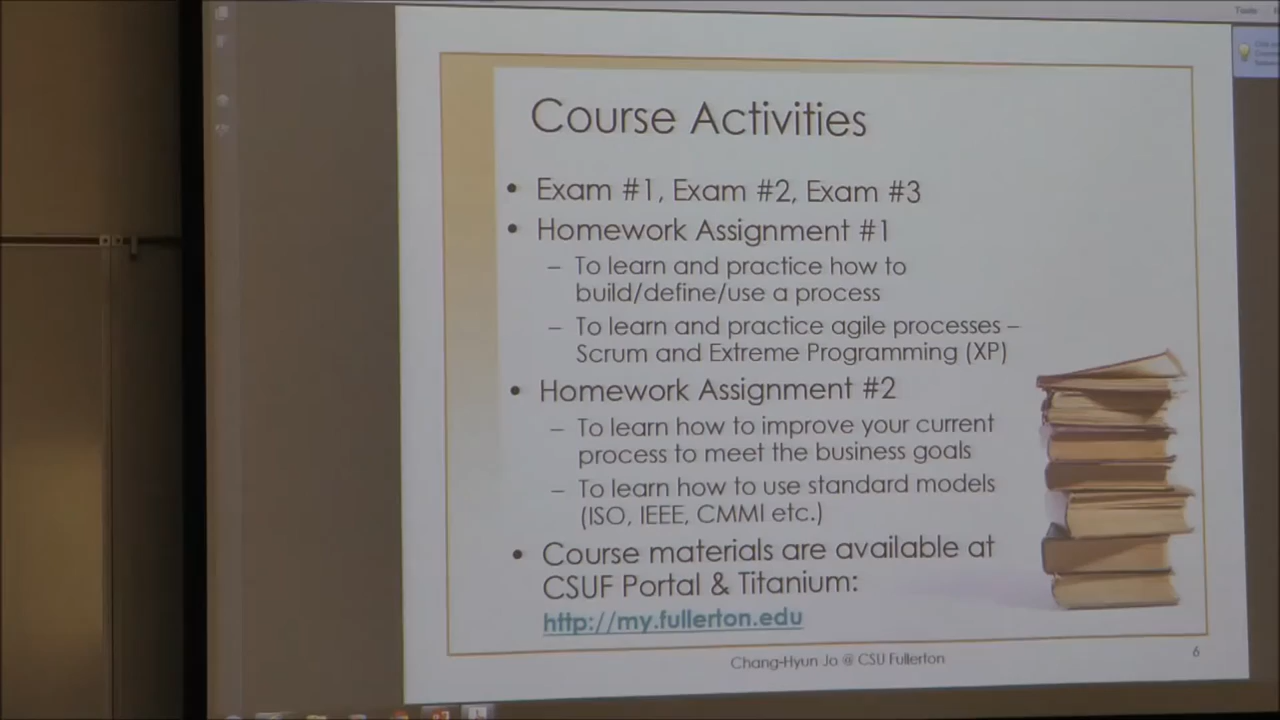 Tools
Course Activities
• Exam #1, Exam #2, Exam #3
• Homework Assignment #1
– To learn and practice how to
build/define/use a process
– To learn and practice agile processes –
Scrum and Extreme Programming (XP)
• Homework Assignment #2
– To learn how to improve your current
process to meet the business goals
– To learn how to use standard models
(ISO, IEEE, CMMI etc.)
• Course materials are available at
CSUF Portal & Titanium:
http://my.fullerton.edu
Chang-Hyun Jo @ CSU Fullerton
6